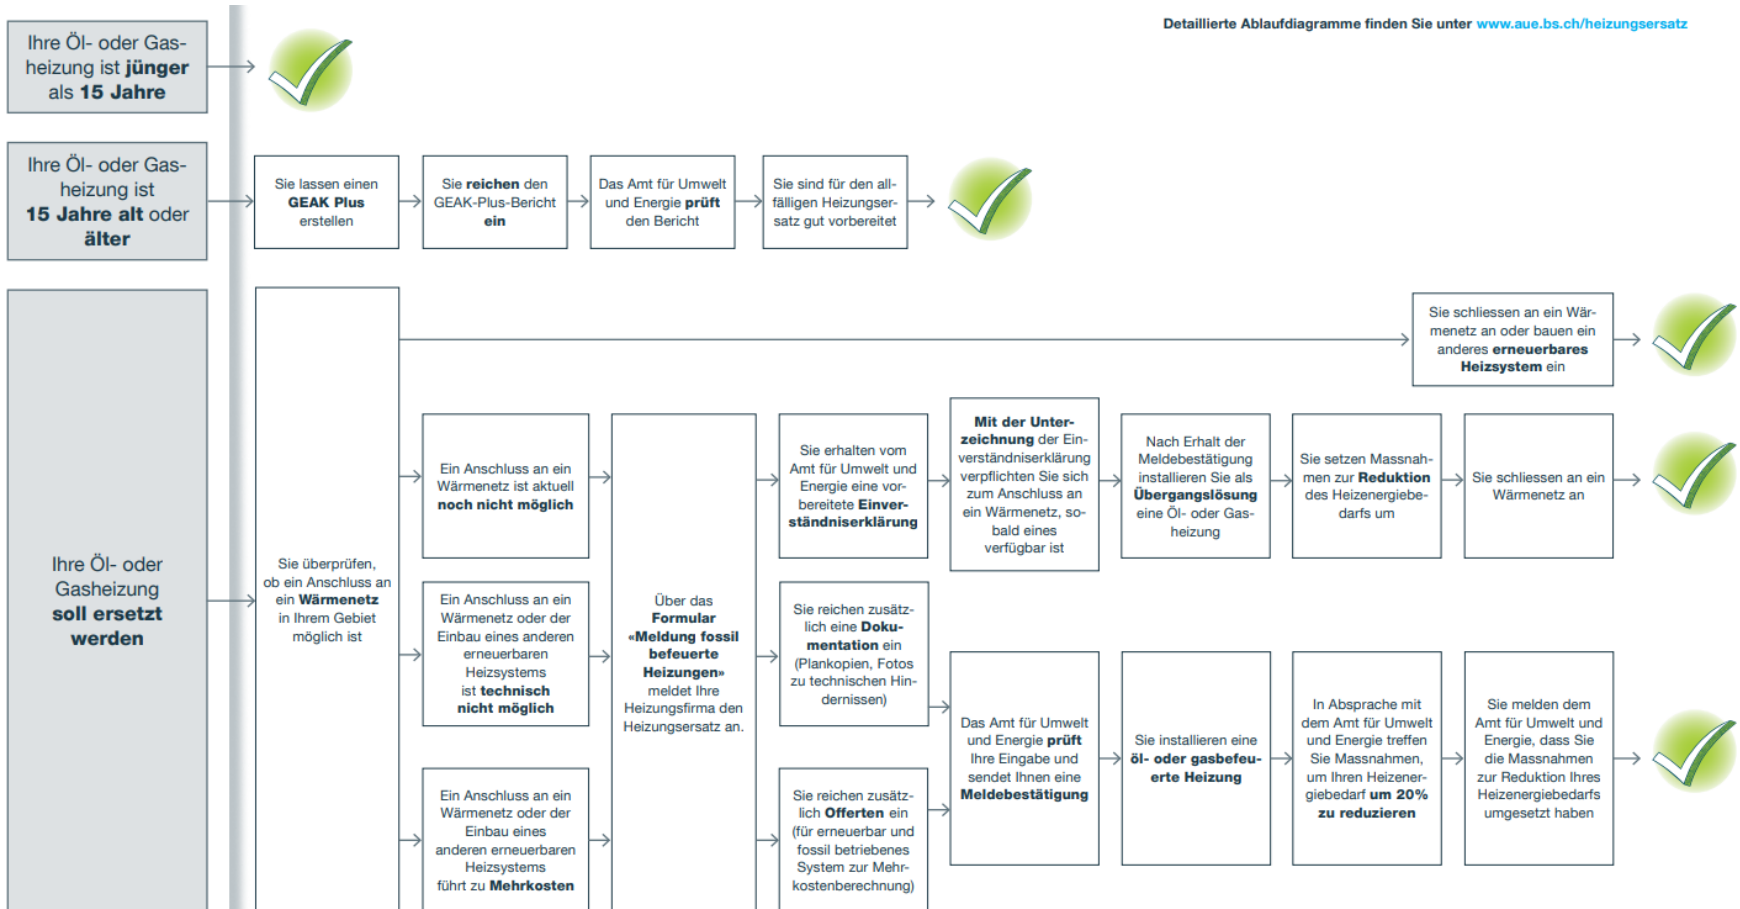 Detaillierte Ablaufdiagramme finden Sie unter www.aue.bs.ch/heizungsersatz
Ihre Öl- oder Gas-
heizung ist jünger
als 15 Jahre
Ihre Öl- oder Gas-
heizung ist
15 Jahre alt oder
älter
Sie lassen einen
GEAK Plus
erstellen
Sie reichen den
GEAK-Plus-Bericht
ein
Das Amt für Umwelt
und Energie prüft
den Bericht
Sie sind für den all-
fälligen Heizungser-
satz gut vorbereitet
Ihre Öl- oder
Gasheizung
soll ersetzt
werden
Sie überprüfen,
ob ein Anschluss an
ein Wärmenetz
in Ihrem Gebiet
möglich ist
Sie schliessen an ein Wär-
menetz an oder bauen ein
anderes erneuerbares
Heizsystem ein
Ein Anschluss an ein
Wärmenetz ist aktuell
noch nicht möglich
Ein Anschluss an ein
Wärmenetz oder der
Einbau eines anderen
erneuerbaren
Heizsystems
ist technisch
nicht möglich
Ein Anschluss an ein
Wärmenetz oder der
Einbau eines
anderen erneuerbaren
Heizsystems
führt zu Mehrkosten
Über das
Formular
«Meldung fossil
befeuerte
Heizungen»
meldet Ihre
Heizungsfirma den
Heizungsersatz an.
Sie erhalten vom
Amt für Umwelt und
Energie eine vor-
bereitete Einver-
ständniserklärung
Mit der Unter-
zeichnung der Ein-
verständniserklärung
verpflichten Sie sich
zum Anschluss an
ein Wärmenetz, so-
bald eines
verfügbar ist
Nach Erhalt der
Meldebestätigung
installieren Sie als
Übergangslösung
eine Öl- oder Gas-
heizung
Sie setzen Massnah-
men zur Reduktion
des Heizenergiebe-
darfs um
Sie schliessen an ein
Wärmenetz an
Sie reichen zusätz-
lich eine Doku-
mentation ein
(Plankopien, Fotos
zu technischen Hin-
dernissen)
Sie reichen zusätz-
lich Offerten ein
(für erneuerbar und
fossil betriebenes
System zur Mehr-
kostenberechnung)
Das Amt für Umwelt
und Energie prüft
Ihre Eingabe und
sendet Ihnen eine
Meldebestätigung
Sie installieren eine
öl- oder gasbefeu-
erte Heizung
In Absprache mit
dem Amt für Umwelt
und Energie treffen
Sie Massnahmen,
um Ihren Heizener-
giebedarf um 20%
zu reduzieren
Sie melden dem
Amt für Umwelt und
Energie, dass Sie
die Massnahmen
zur Reduktion Ihres
Heizenergiebedarfs
umgesetzt haben